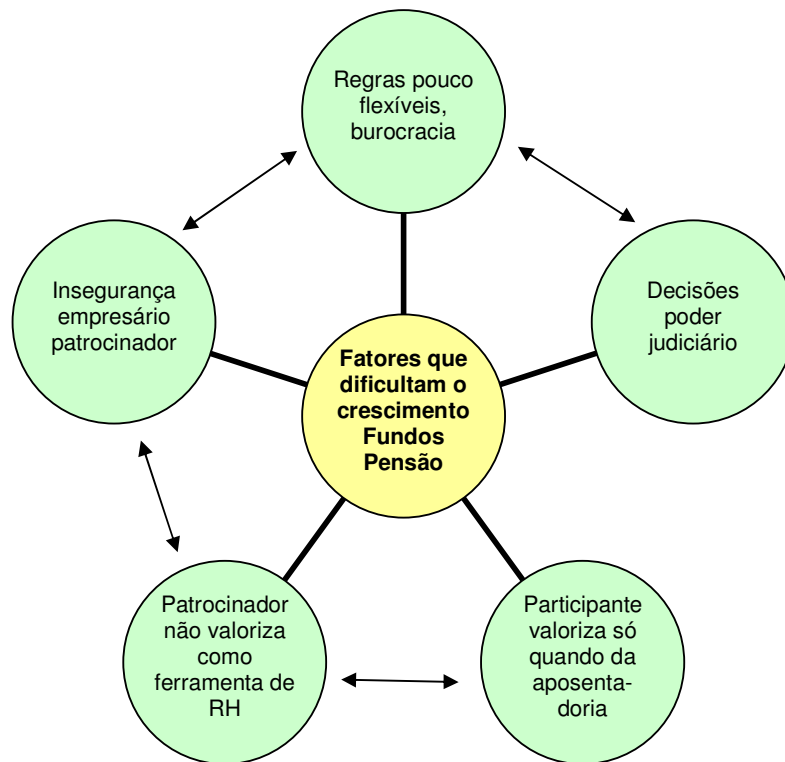 Regras pouco
flexíveis,
burocracia
Insegurança
empresário
patrocinador
Decisões
poder
judiciário
Fatores que
dificultam o
crescimento
Fundos
Pensão
Patrocinador
não valoriza
como
ferramenta de
RH
Participante
valoriza só
quando da
aposenta-
doria